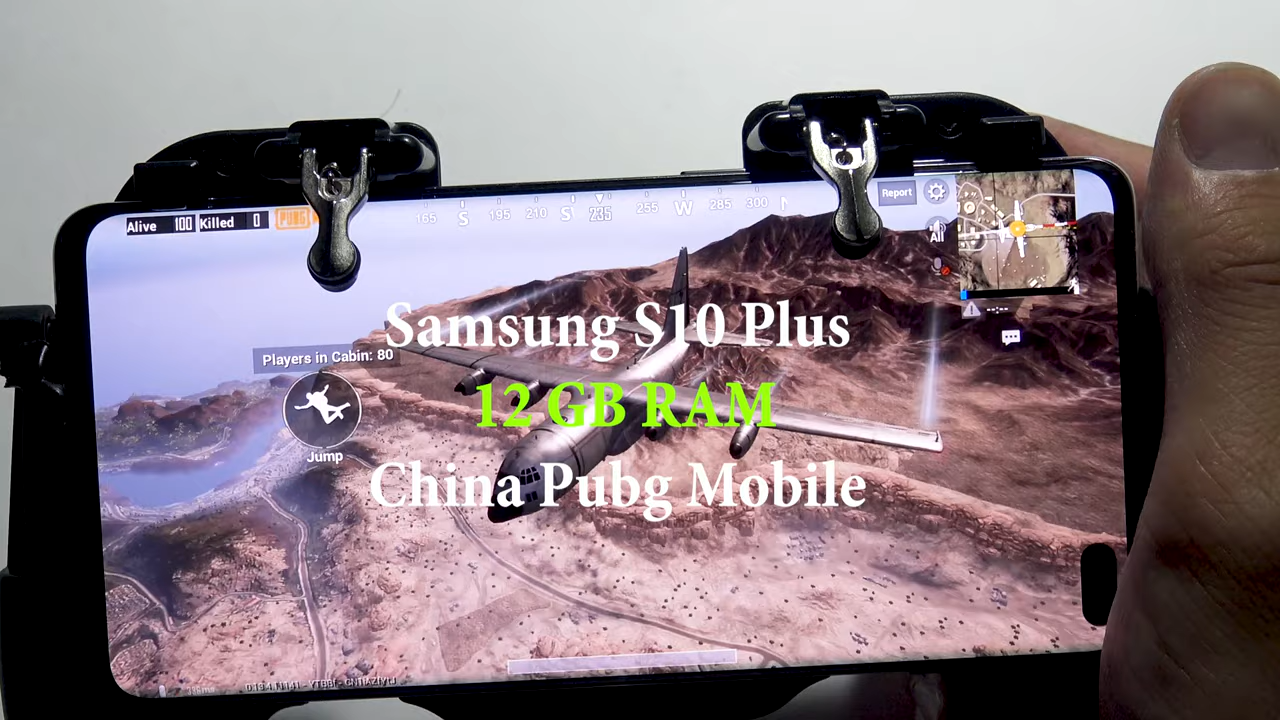 Alive 100 Killed 0 PUBG
165 S 195 210 S 235 255 W 285 300
Report
All
Samsung S10 Plus
Players in Cabin: 80
12 GB RAM
Jump
China Pubg Mobile